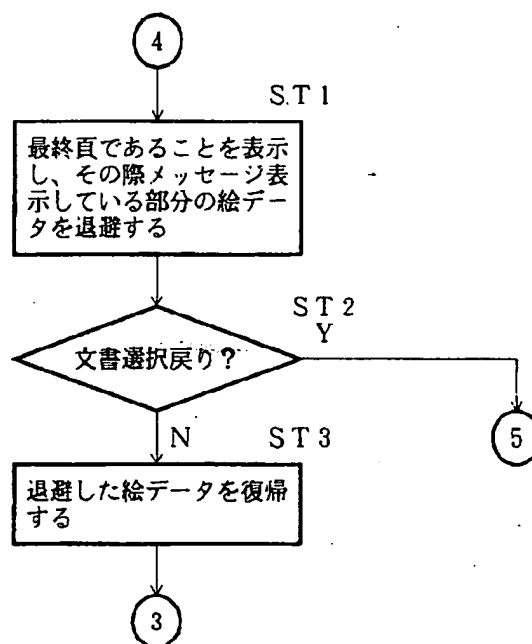 4
S.T1
最終頁であることを表示
し、その際メッセージ表
示している部分の絵デー
タを退避する
ST2
文書選択戻り?
Y
5
N
ST3
退避した絵データを復帰
する
3